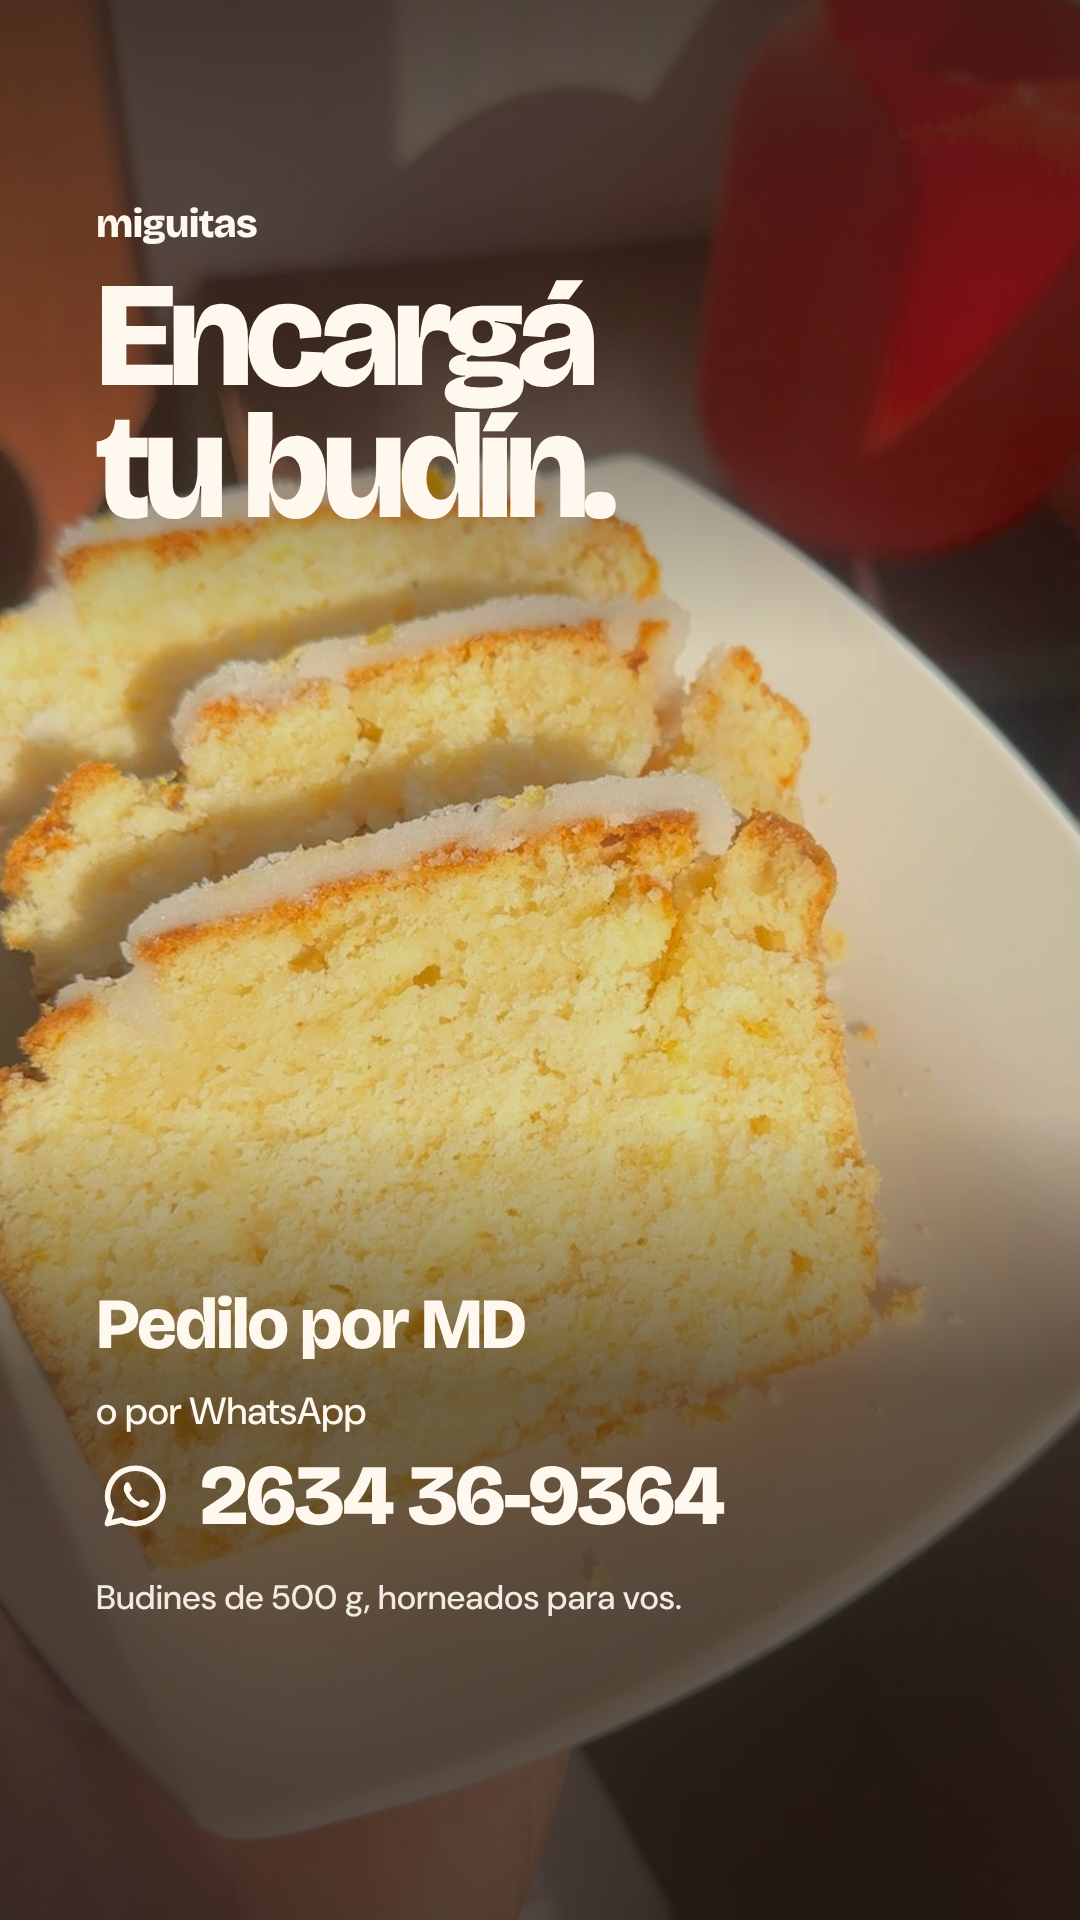 miguitas
Encargá
tu budín.
Pedilo por MD
o por WhatsApp
2634 36-9364
Budines de 500 g, horneados para vos.